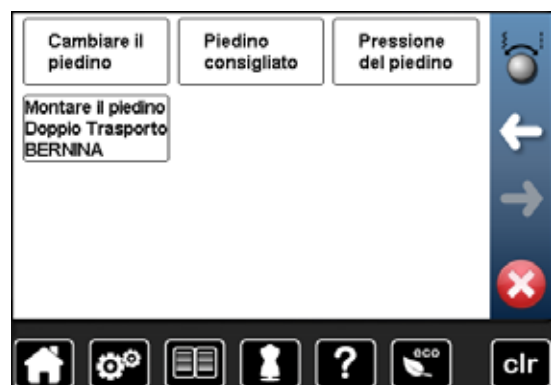 Cambiare il
piedino
Piedino
consigliato
Pressione
del piedino
Montare il piedino
Doppio Trasporto
BERNINA
?
eco
clr